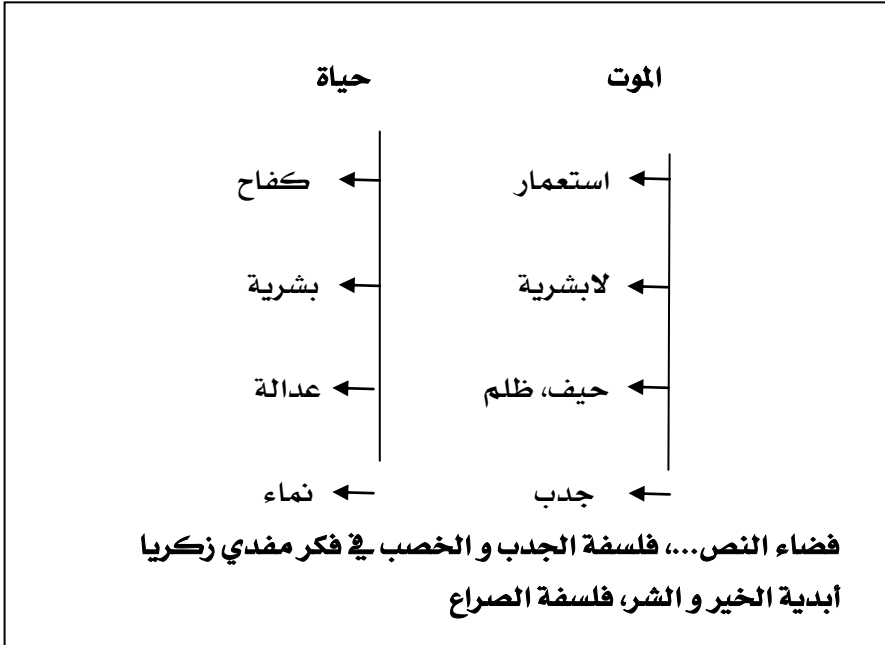 الموت حياة
استعمار كفاح
لابشرية بشرية
حيف، ظلم عدالة
جدب نماء
فضاء النص...، فلسفة الجدب و الخصب في فكر مفدي زكريا
أبدية الخير و الشر، فلسفة الصراع